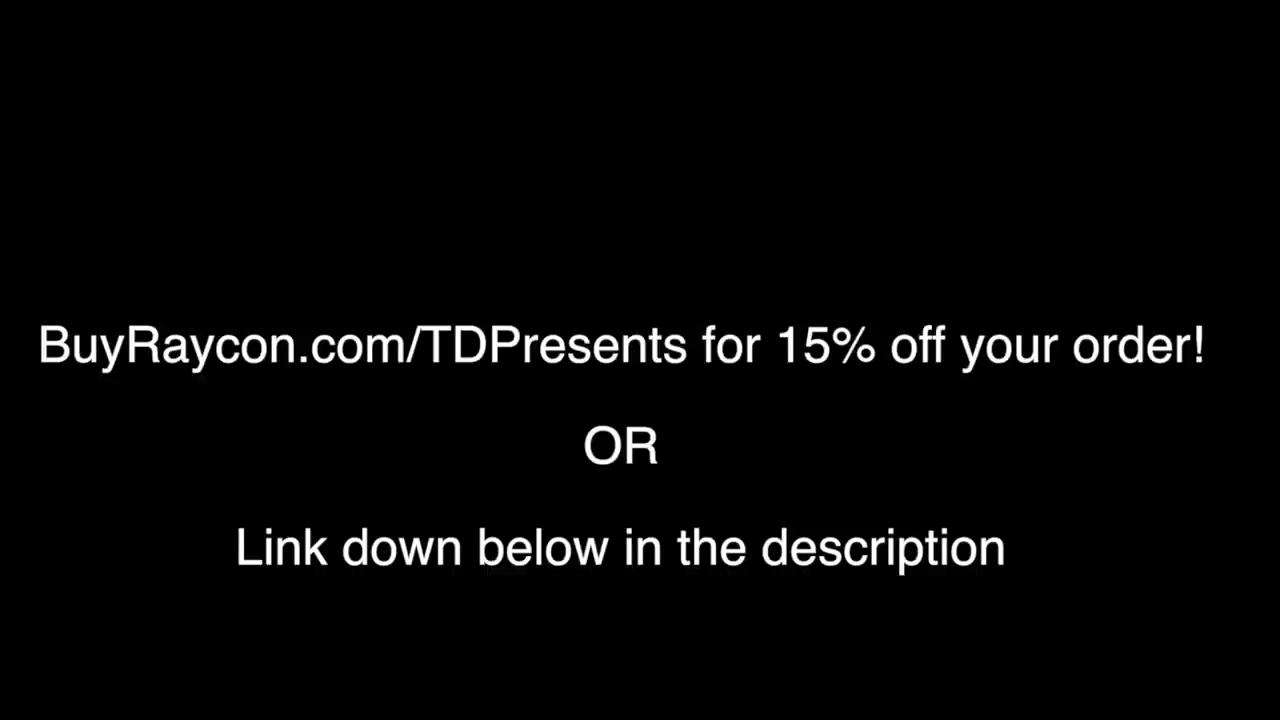 BuyRaycon.com/TDPresents for 15% off your order!
OR
Link down below in the description